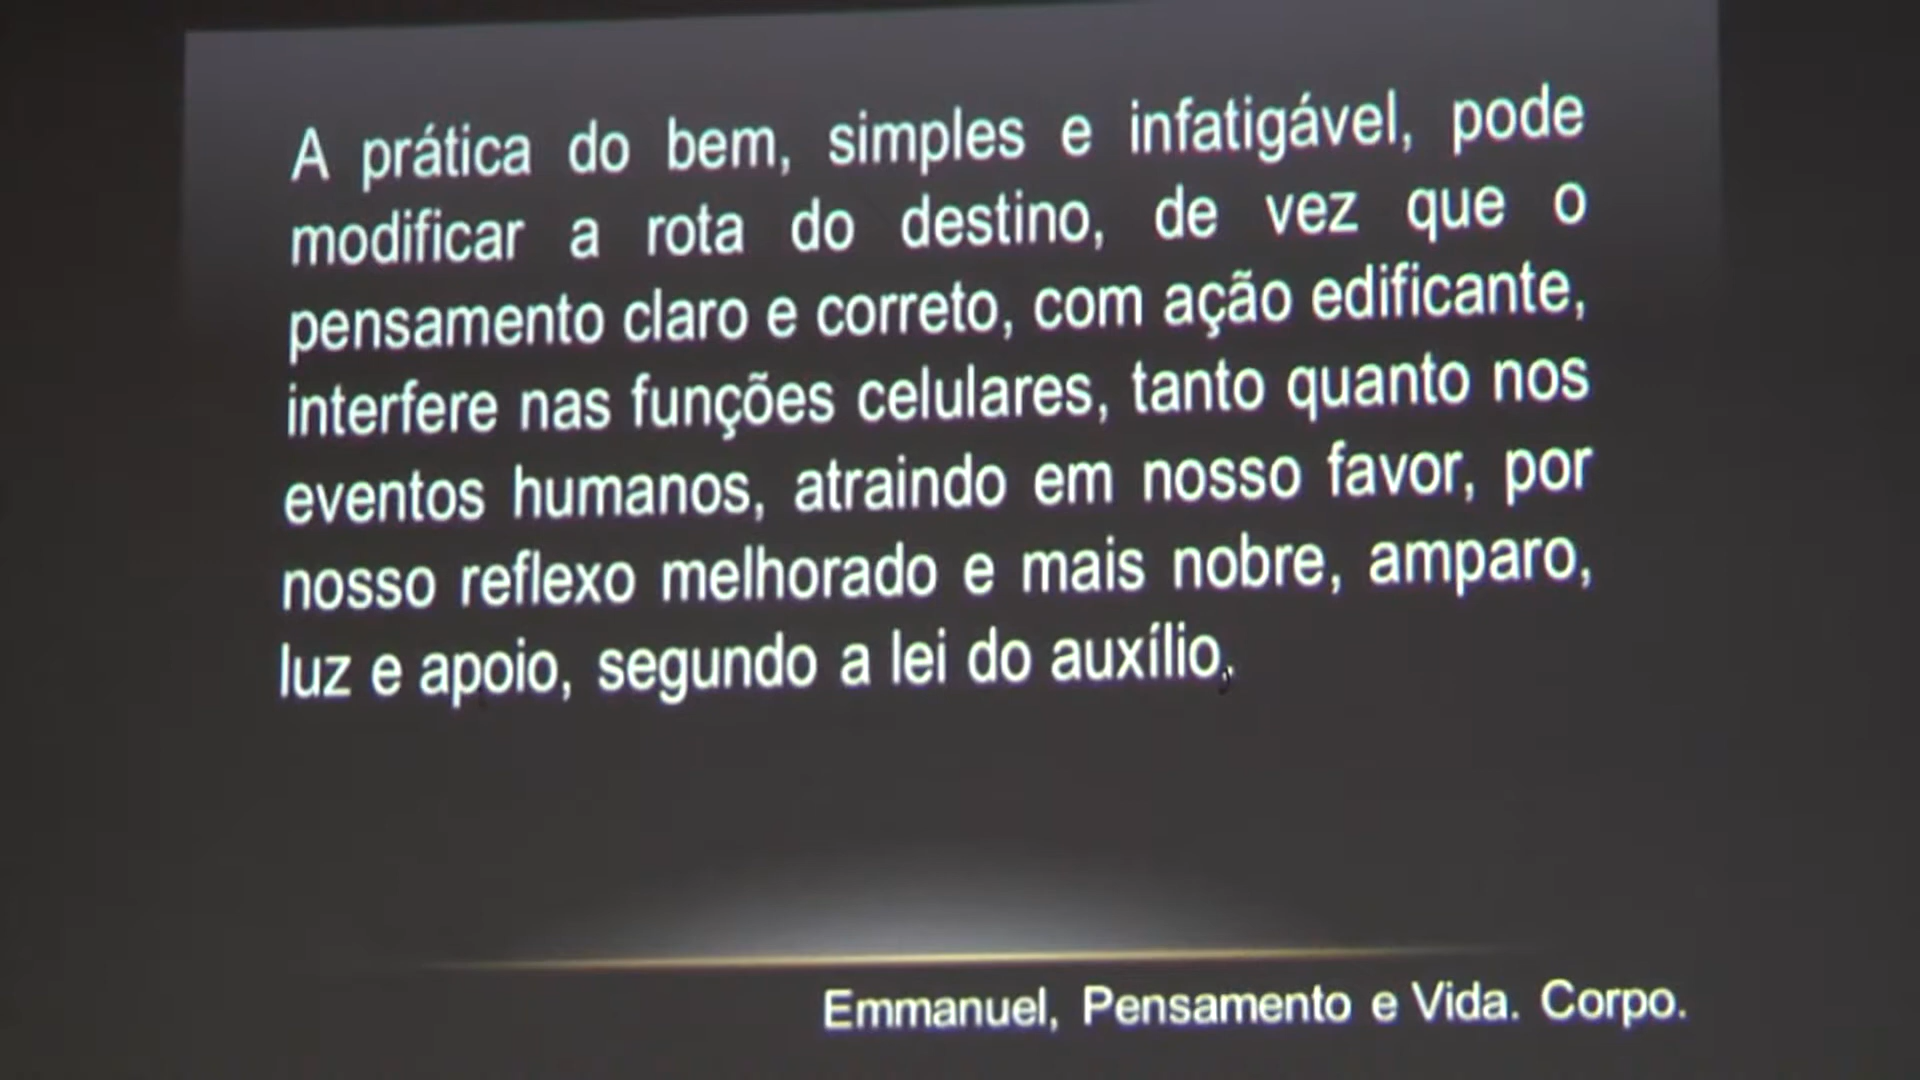 A prática do bem, simples e infatigável, pode
modificar a rota do destino, de vez que o
pensamento claro e correto, com ação edificante,
interfere nas funções celulares, tanto quanto nos
eventos humanos, atraindo em nosso favor, por
nosso reflexo melhorado e mais nobre, amparo,
luz e apoio, segundo a lei do auxílio.
Emmanuel, Pensamento e Vida. Corpo.